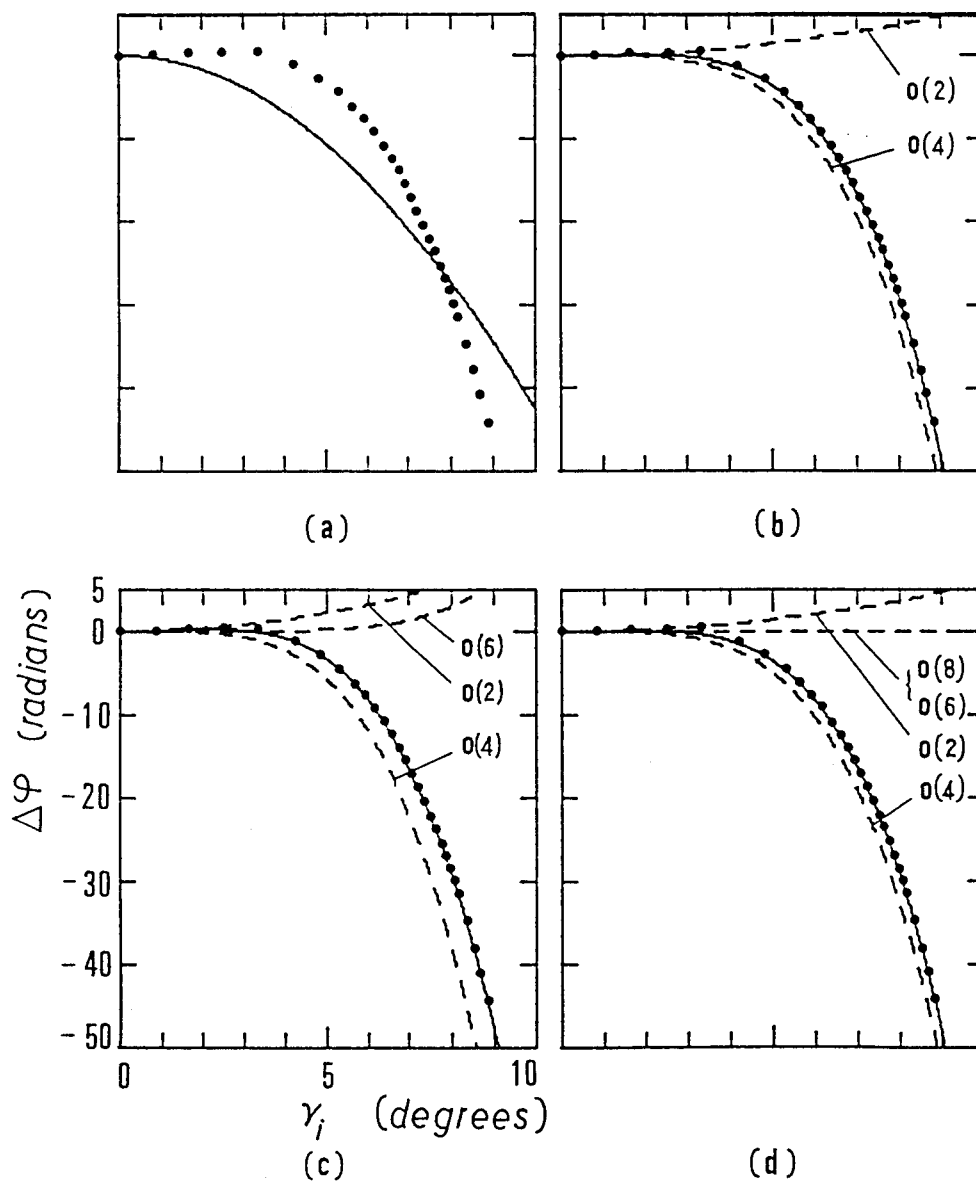 o(2)
o(4)
(a)
(b)
Δφ (radians)
5
0
-10
-20
-30
-40
-50
o(6)
o(2)
o(4)
o(8)
o(6)
o(2)
o(4)
0
5
10
γi (degrees)
(c)
(d)